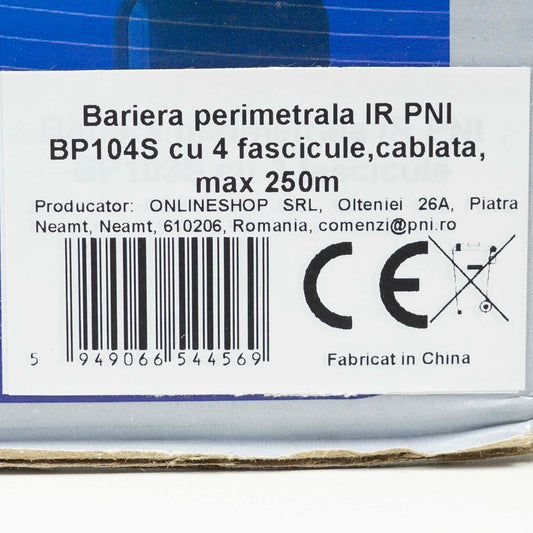 Bariera perimetrala IR PNI
BP104S cu 4 fascicule,cablata,
max 250m
Producator: ONLINESHOP SRL, Olteniei 26A, Piatra
Neamt, Neamt, 610206, Romania, comenzi@pni.ro
5 949066 544569
CE
Fabricat in China